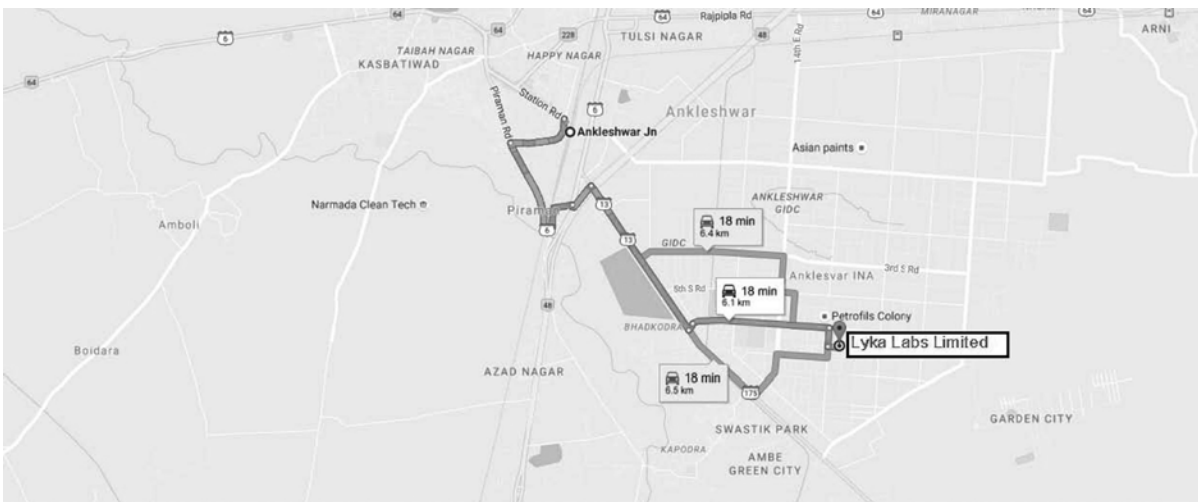 64
64
64
64
6
64
48
228
6
Rajpipla Rd
MIRANAGAR
ARNI
TULSI NAGAR
TAIBAH NAGAR
HAPPY NAGAR
KASBATIWAD
14th E Rd
Station Rd
Piraman Rd
Ankleshwar Jn
Ankleshwar
Asian paints
ANKLESHWAR
GIDC
Narmada Clean Tech
Amboli
13
13
6
18 min
6.4 km
GIDC
3rd S Rd
Anklesvar INA
5th S Rd
18 min
6.1 km
48
Petrofils Colony
BHADKODRA
Lyka Labs Limited
Boidara
AZAD NAGAR
18 min
6.5 km
175
GARDEN CITY
SWASTIK PARK
KAPODRA
AMBE
GREEN CITY